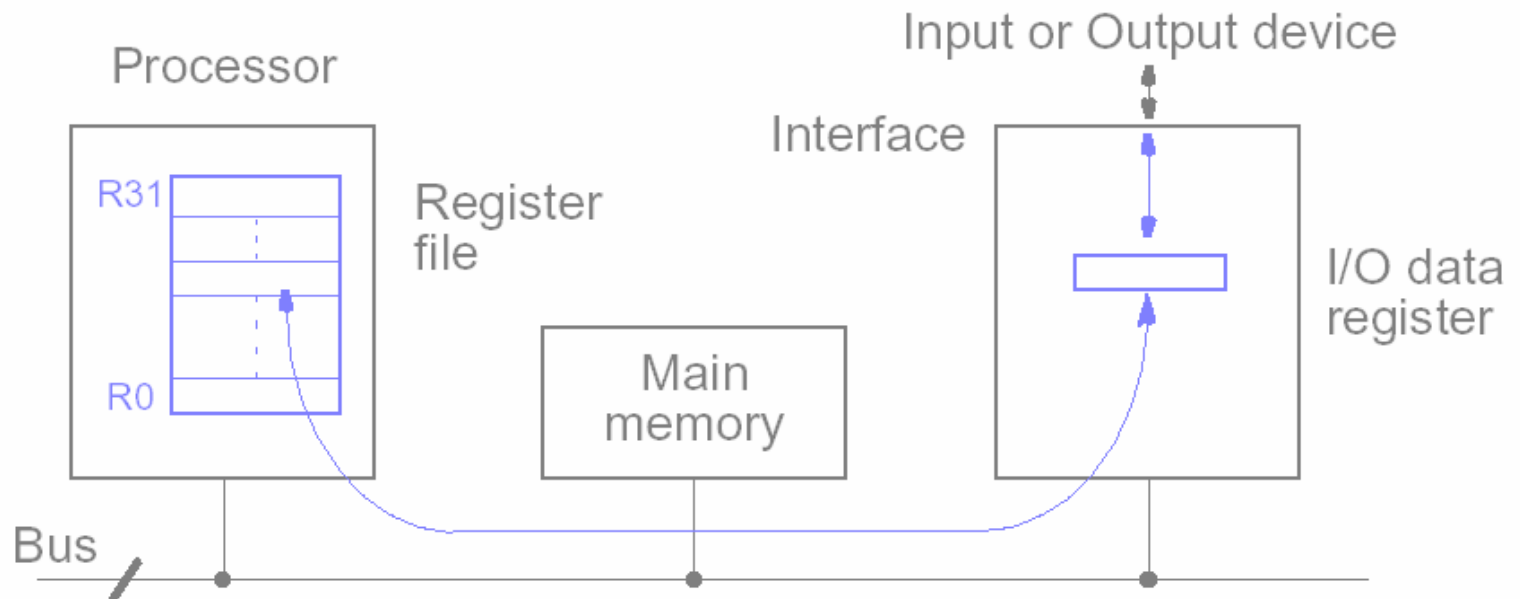 Input or Output device
Processor
Interface
R31
Register
file
I/O data
register
Main
memory
R0
Bus